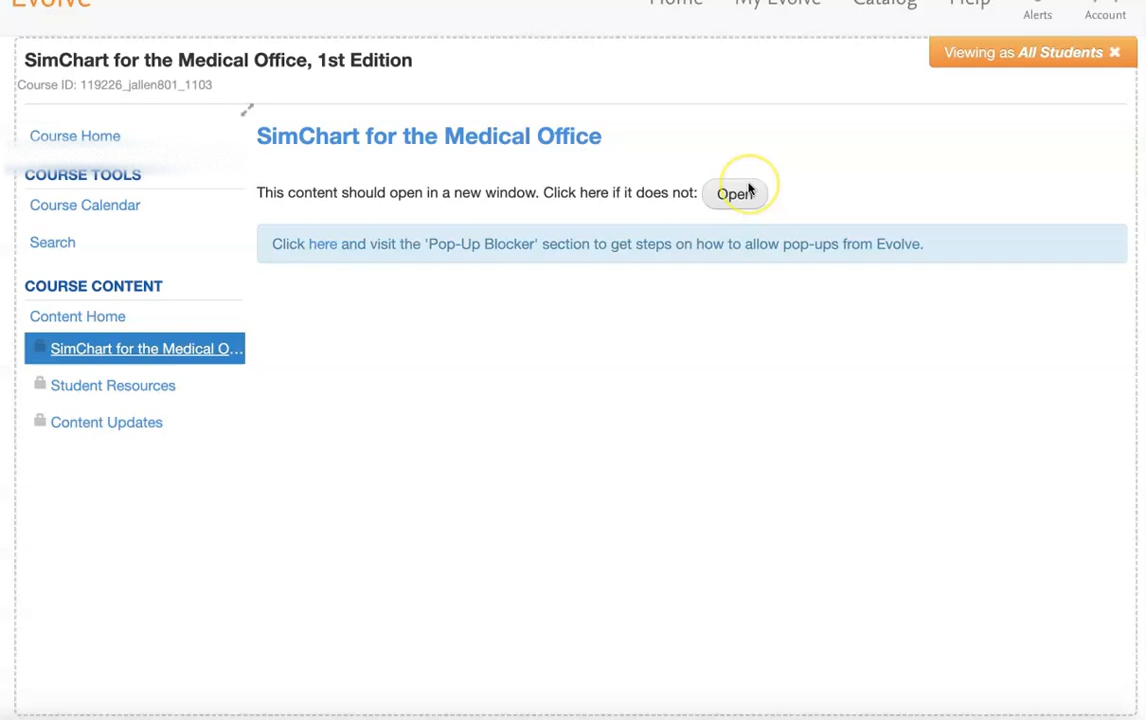 Evolve
Home My Evolve Catalog Help
Alerts Account
SimChart for the Medical Office, 1st Edition
Viewing as All Students ✖
Course ID: 119226_jallen801_1103
Course Home
SimChart for the Medical Office
COURSE TOOLS
This content should open in a new window. Click here if it does not: Open
Course Calendar
Search
Click here and visit the 'Pop-Up Blocker' section to get steps on how to allow pop-ups from Evolve.
COURSE CONTENT
Content Home
SimChart for the Medical O...
Student Resources
Content Updates